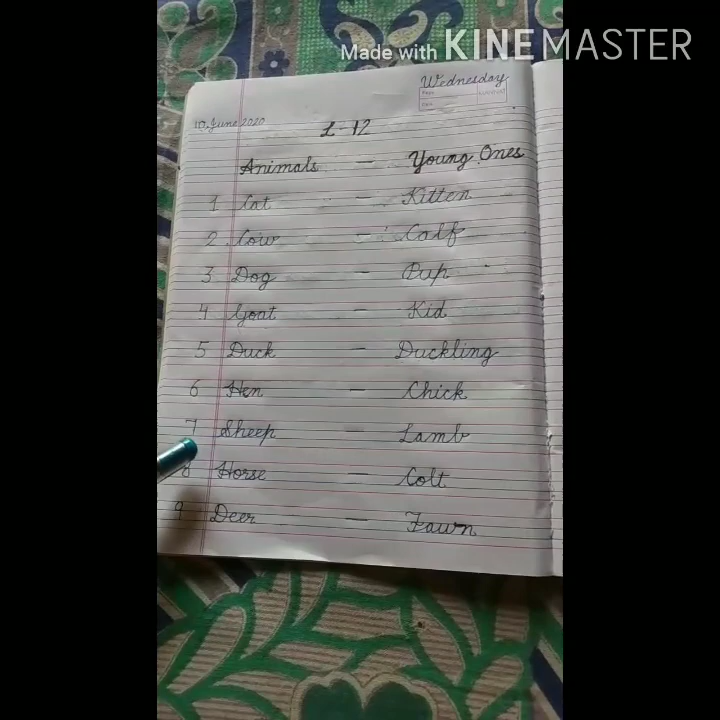 Made with KINEMASTER
Wednesday
10, June 2020
L-12
Animals — Young Ones
1 Cat — Kitten
2 Cow — Calf
3 Dog — Pup
4 Goat — Kid
5 Duck — Duckling
6 Hen — Chick
7 Sheep — Lamb
8 Horse — Colt
9 Deer — Fawn